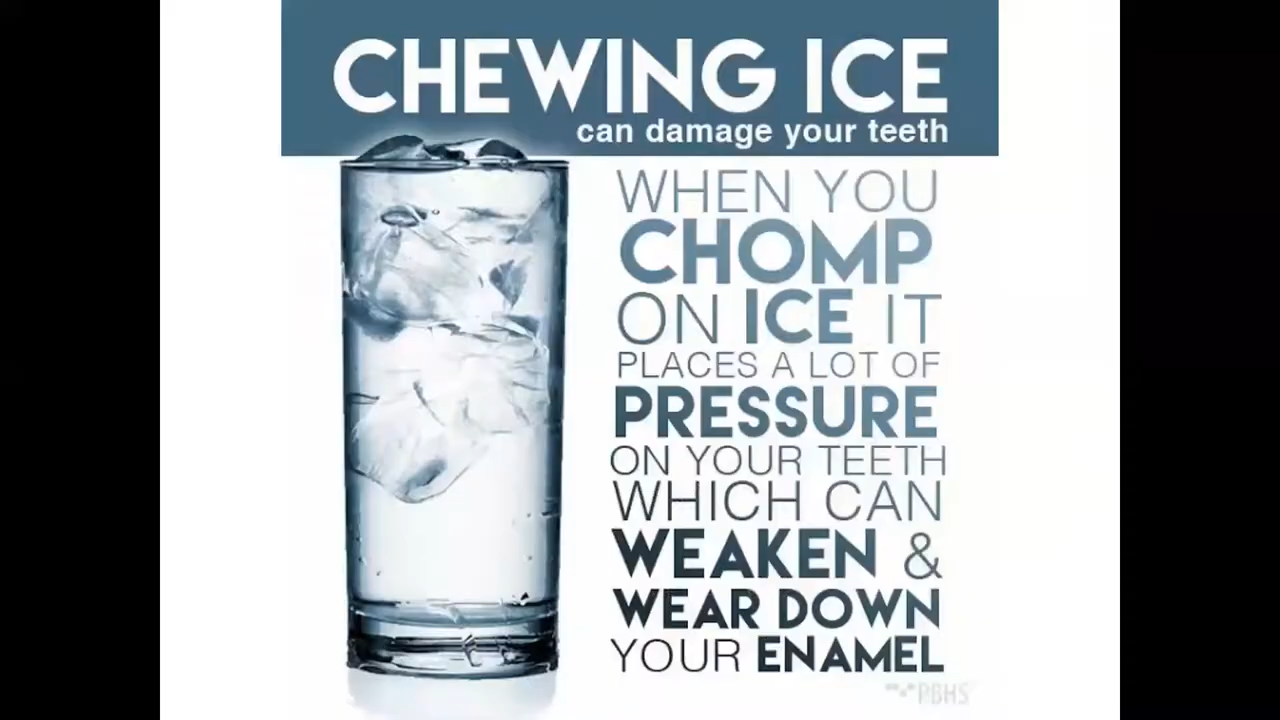 CHEWING ICE
can damage your teeth
WHEN YOU
CHOMP
ON ICE IT
PLACES A LOT OF
PRESSURE
ON YOUR TEETH
WHICH CAN
WEAKEN &
WEAR DOWN
YOUR ENAMEL
PBHS